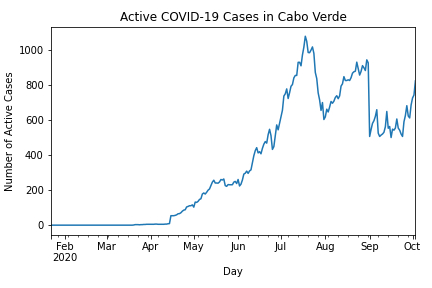 Active COVID-19 Cases in Cabo Verde
Number of Active Cases
1000
800
600
400
200
0
Feb Mar Apr May Jun Jul Aug Sep Oct
2020
Day